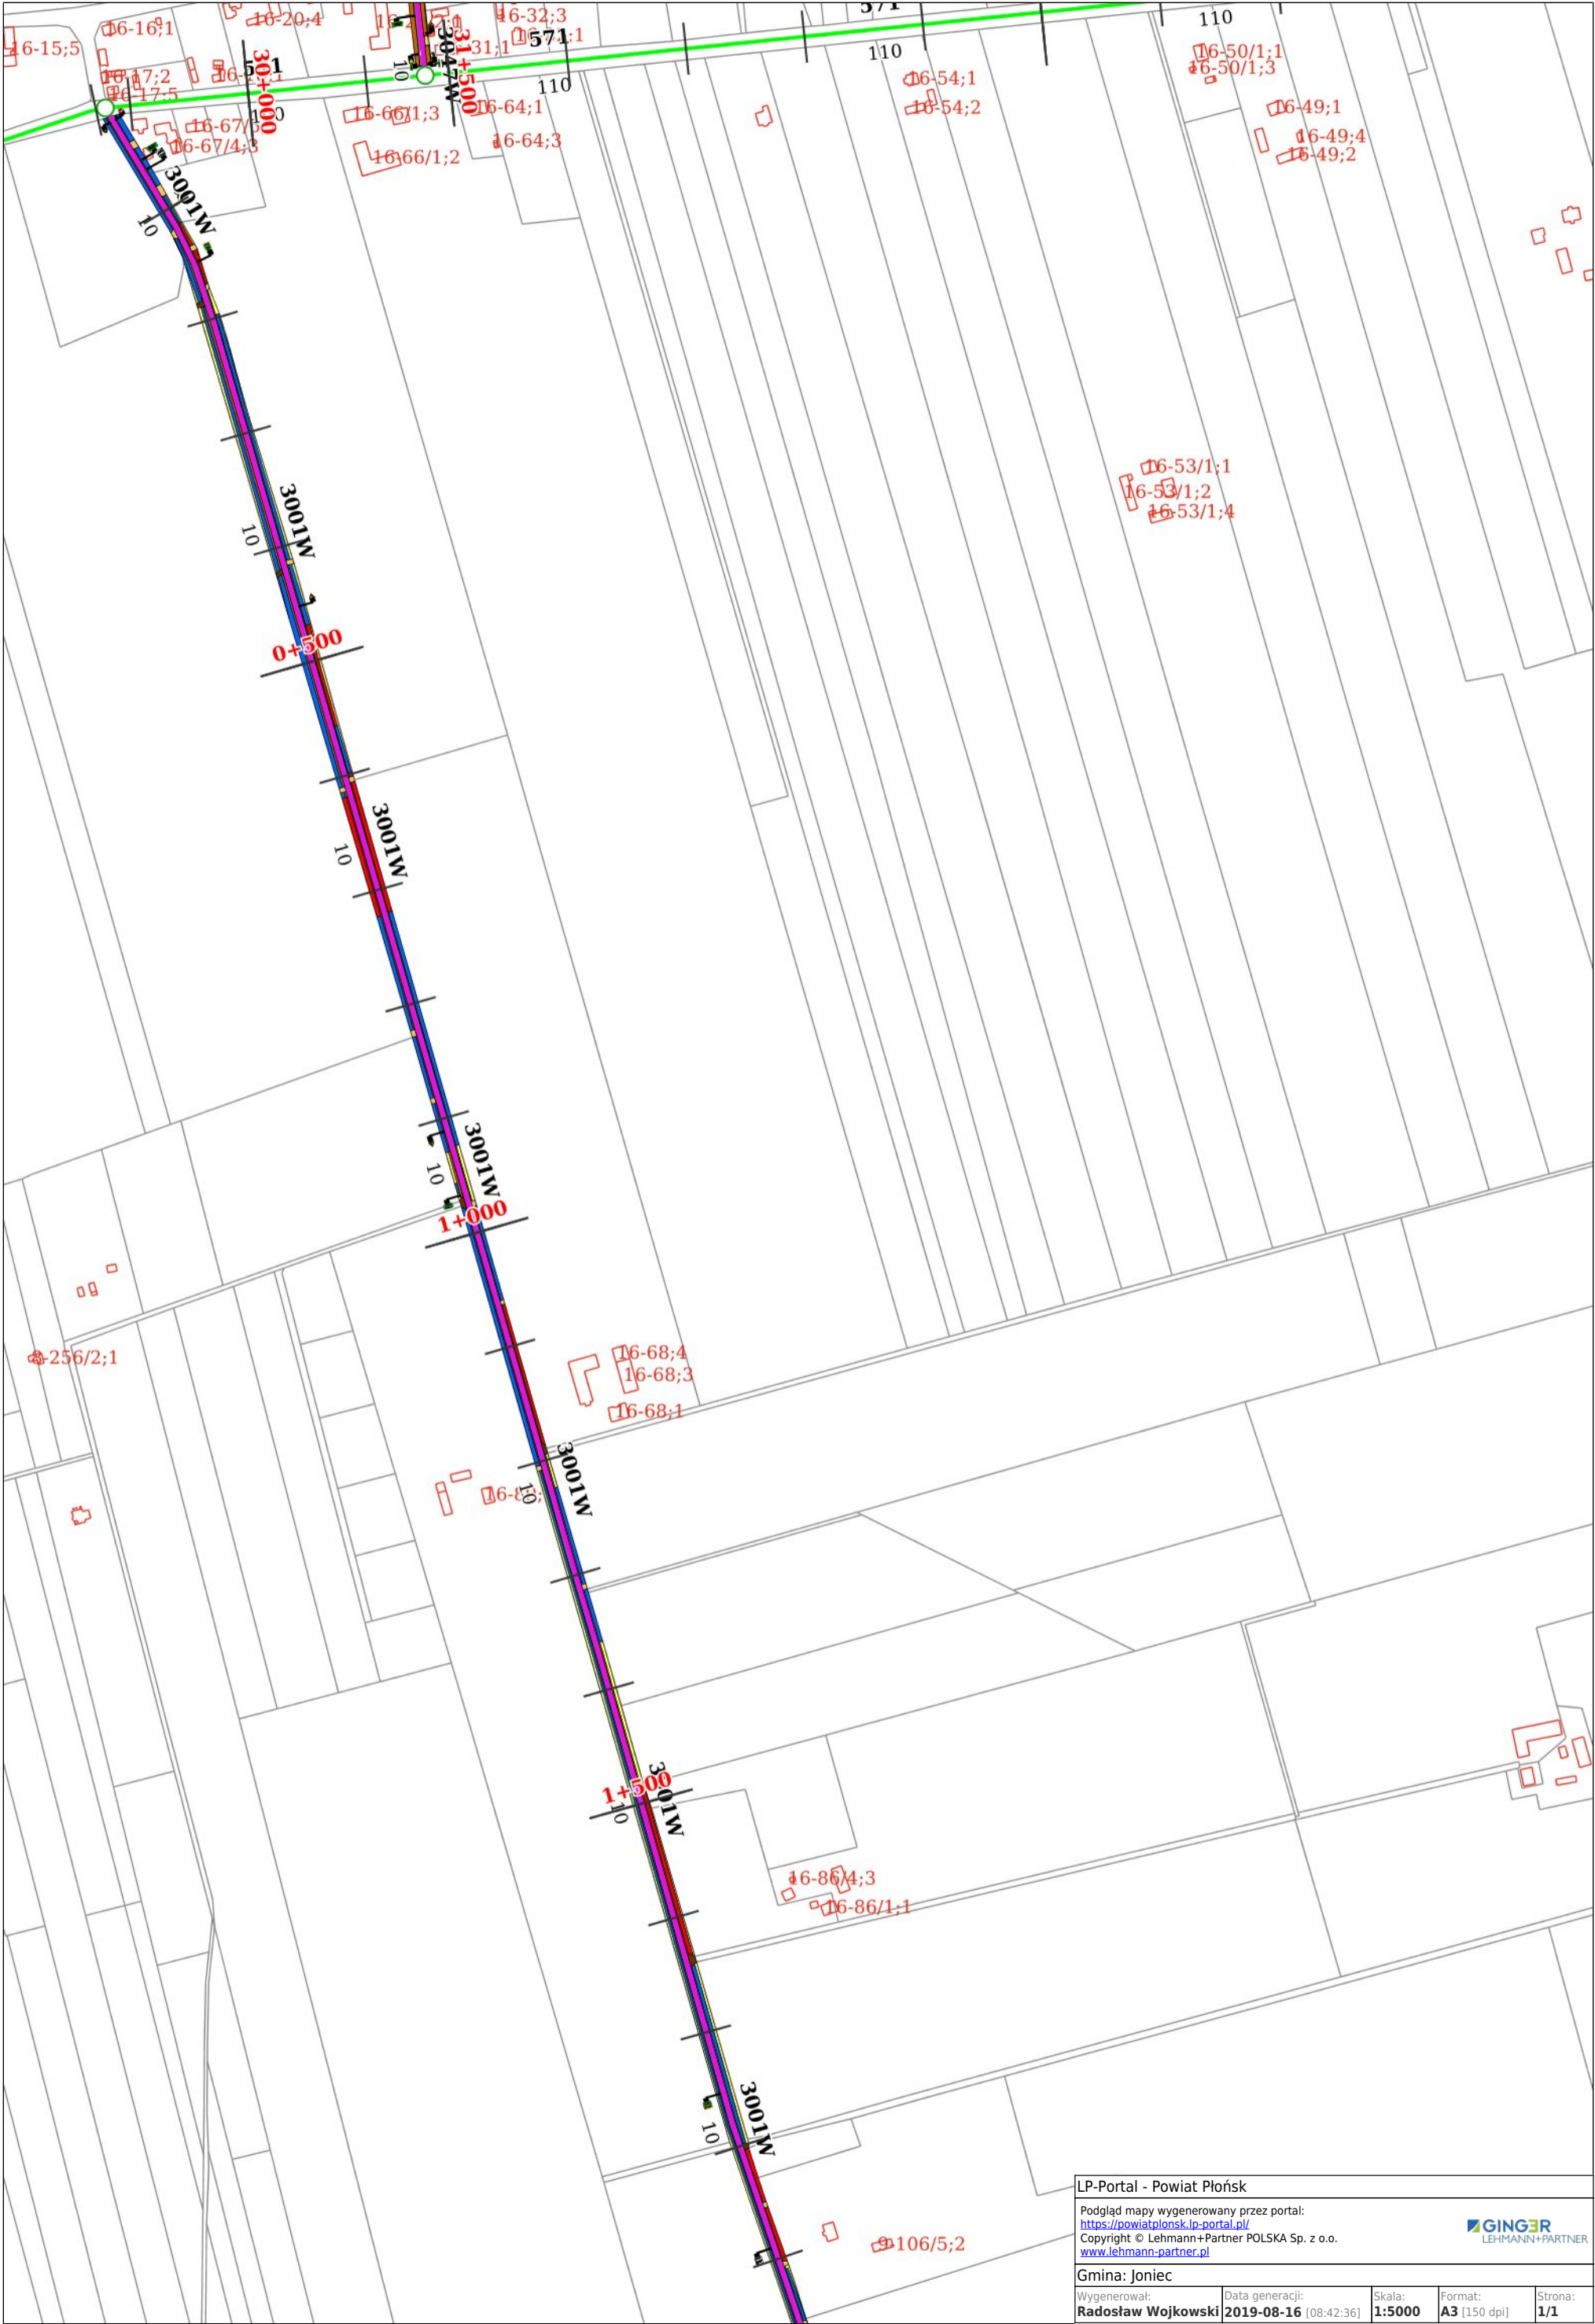 571
110
16-32;3
16-20;4
16-16;1
16-15;5
571
31;1
110
16-50/1;1
16-50/1;3
16-17;2
16-17;5
30+000
31+500
3047W
10
110
16-54;1
16-54;2
16-66/1;3
16-64;1
16-49;1
16-49;4
16-49;2
16-67/4;3
16-66/1;2
16-64;3
3001W
10
16-53/1;1
16-53/1;2
16-53/1;4
3001W
10
0+500
3001W
10
3001W
10
1+000
8-256/2;1
16-68;4
16-68;3
16-68;1
3001W
10
1+500
3001W
10
16-86/4;3
16-86/1;1
3001W
10
9-106/5;2
LP-Portal - Powiat Płońsk
Podgląd mapy wygenerowany przez portal:
https://powiatplonsk.lp-portal.pl/
Copyright © Lehmann+Partner POLSKA Sp. z o.o.
www.lehmann-partner.pl
GINGER
LEHMANN+PARTNER
Gmina: Joniec
Wygenerował: Data generacji: Skala: Format: Strona:
Radosław Wojkowski 2019-08-16 [08:42:36] 1:5000 A3 [150 dpi] 1/1